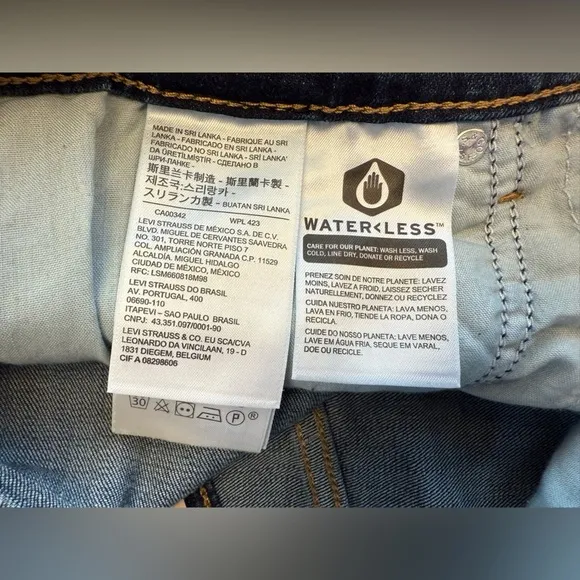 MADE IN SRI LANKA - FABRIQUE AU SRI
LANKA - FABRICADO EN SRI LANKA -
FABRICADO NO SRI LANKA - SRİ LANKA'
DA ÜRETİLMİŞTİR - СДЕЛАНО В
ШРИ-ЛАНКЕ -
斯里兰卡制造 - 斯里蘭卡製 -
제조국:스리랑카 -
スリランカ製 - BUATAN SRI LANKA
CA00342 WPL 423
LEVI STRAUSS DE MÉXICO S.A. DE C.V.
BLVD. MIGUEL DE CERVANTES SAAVEDRA
NO. 301, TORRE NORTE PISO 7
COL. AMPLIACIÓN GRANADA C.P. 11529
ALCALDÍA. MIGUEL HIDALGO
CIUDAD DE MÉXICO, MÉXICO
RFC: LSM660818M98
LEVI STRAUSS DO BRASIL
AV. PORTUGAL, 400
06690-110
ITAPEVI – SAO PAULO BRASIL
CNPJ: 43.351.097/0001-90
LEVI STRAUSS & CO. EU SCA/CVA
LEONARDO DA VINCILAAN, 19 - D
1831 DIEGEM, BELGIUM
CIF A 08298606
30 P ®
WATER<LESS™
CARE FOR OUR PLANET: WASH LESS, WASH
COLD, LINE DRY, DONATE OR RECYCLE
PRENEZ SOIN DE NOTRE PLANETE: LAVEZ
MOINS, LAVEZ A FROID, LAISSEZ SECHER
NATURELLEMENT, DONNEZ OU RECYCLEZ
CUIDA NUESTRO PLANETA: LAVA MENOS,
LAVA EN FRIO, TIENDE LA ROPA, DONA O
RECICLA.
CUIDE DO NOSSO PLANETA: LAVE MENOS,
LAVE EM ÁGUA FRIA, SEQUE EM VARAL,
DOE OU RECICLE.